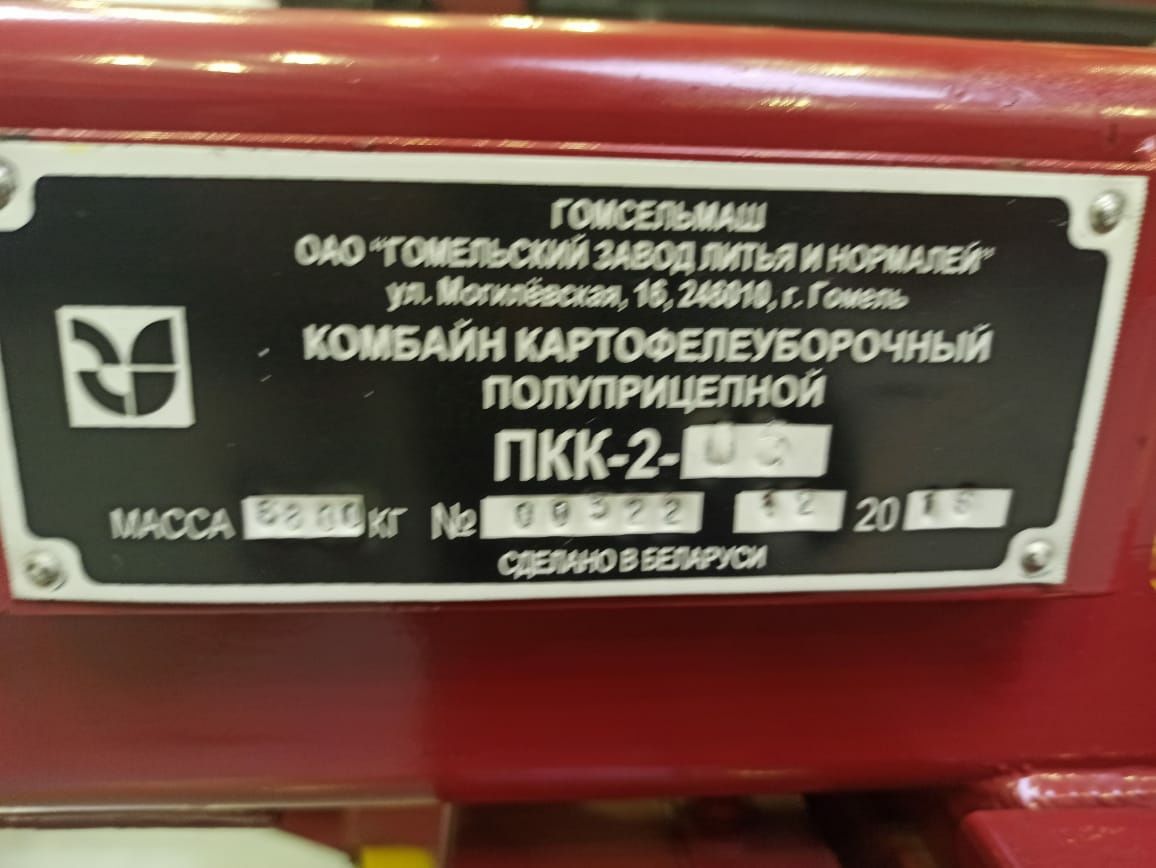 ГОМСЕЛЬМАШ
ОАО "ГОМЕЛЬСКИЙ ЗАВОД ЛИТЬЯ И НОРМАЛЕЙ"
ул. Могилёвская, 16, 246010, г. Гомель
КОМБАЙН КАРТОФЕЛЕУБОРОЧНЫЙ
ПОЛУПРИЦЕПНОЙ
ПКК-2-
МАССА КГ № 00322 12 20
СДЕЛАНО В БЕЛАРУСИ